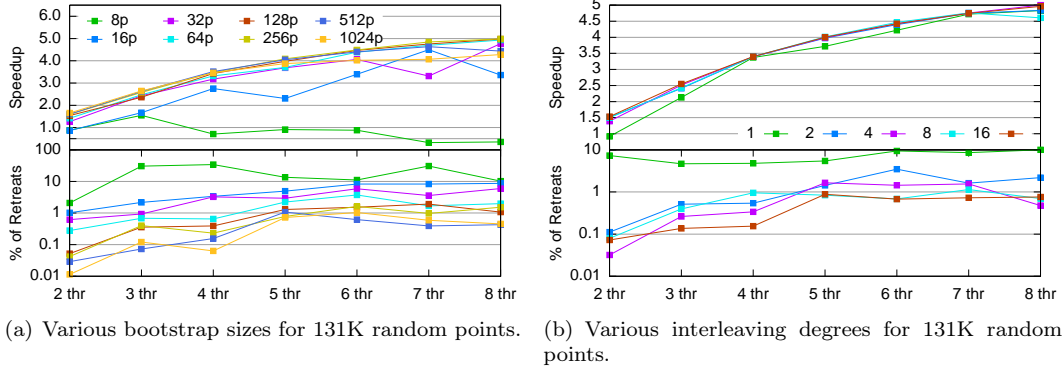 6.0
5.0
4.0
3.0
2.0
1.0
Speedup
8p
32p
128p
512p
16p
64p
256p
1024p
100
10
1
0.1
0.01
% of Retreats
2 thr
3 thr
4 thr
5 thr
6 thr
7 thr
8 thr
(a) Various bootstrap sizes for 131K random points.
5
4.5
4
3.5
3
2.5
2
1.5
1
Speedup
1
2
4
8
16
10
1
0.1
0.01
% of Retreats
2 thr
3 thr
4 thr
5 thr
6 thr
7 thr
8 thr
(b) Various interleaving degrees for 131K random
points.